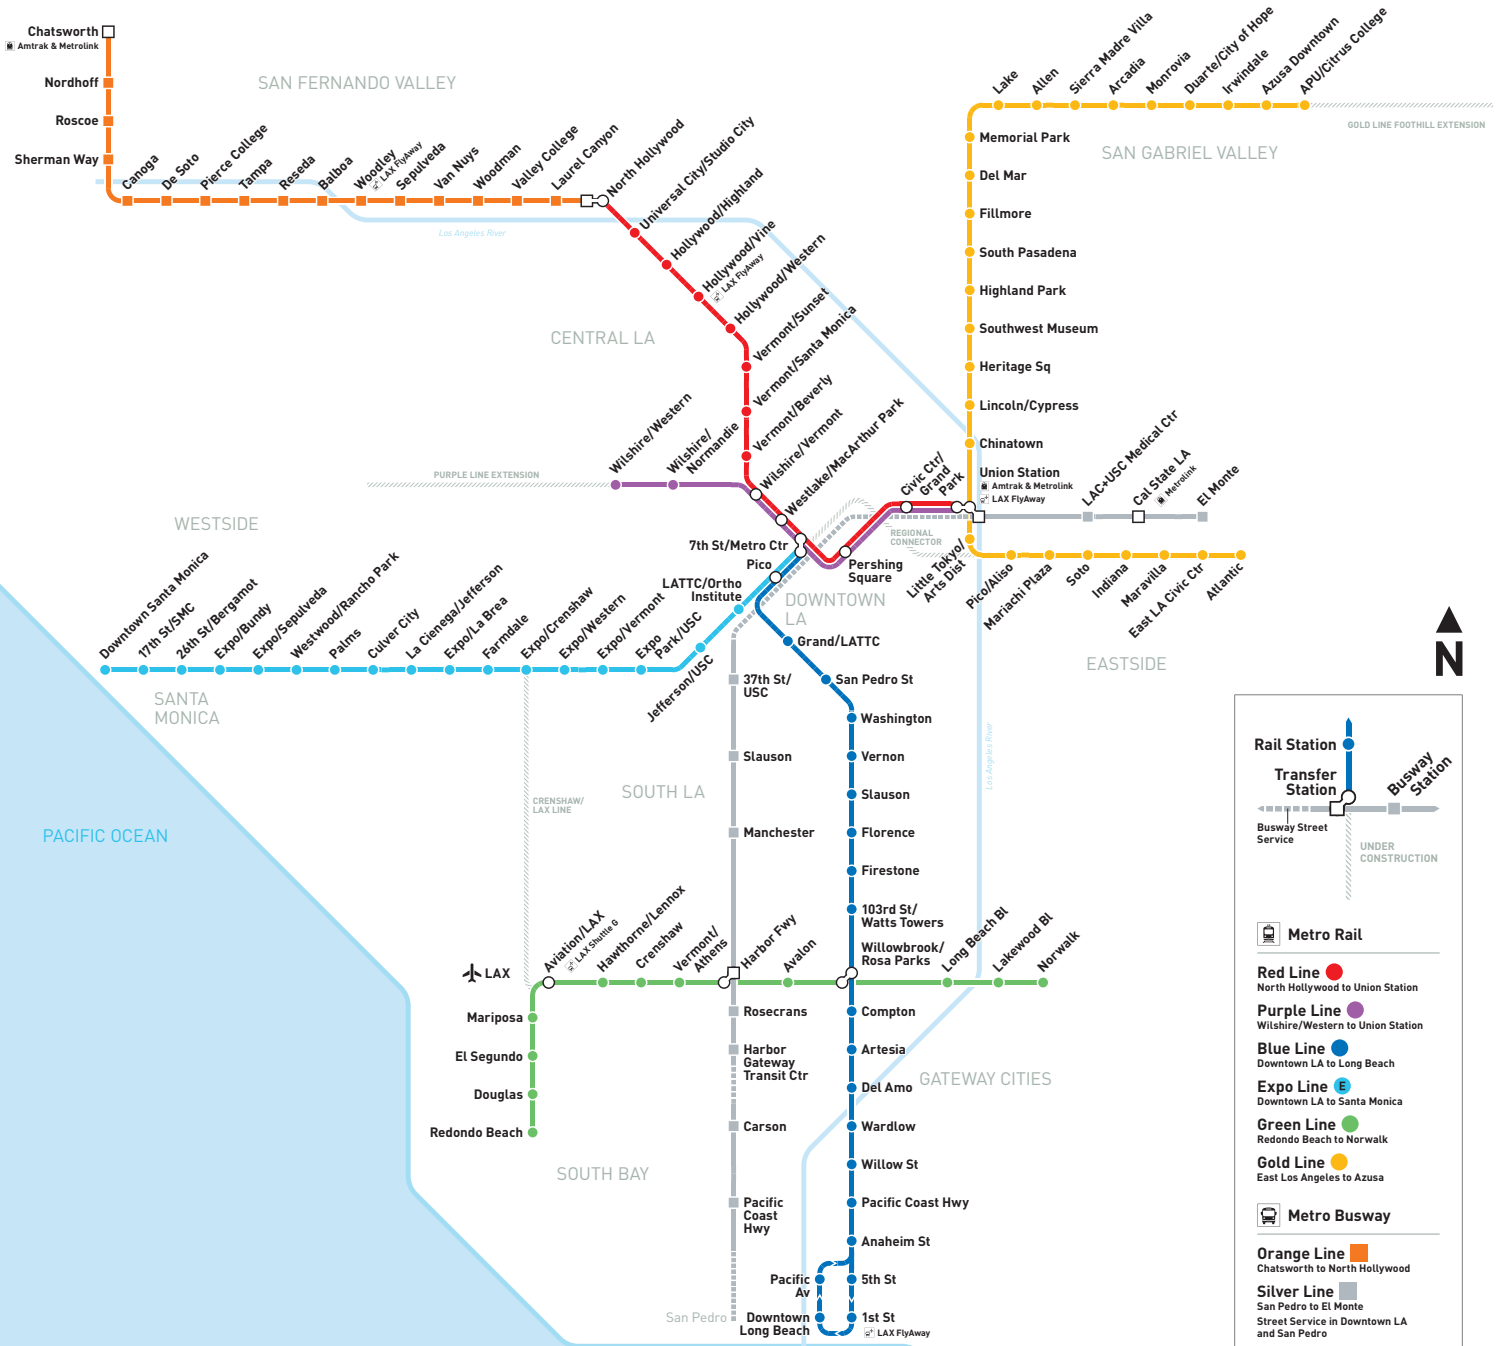 Chatsworth
Amtrak & Metrolink
Nordhoff
Roscoe
Sherman Way
SAN FERNANDO VALLEY
Canoga
De Soto
Pierce College
Tampa
Reseda
Balboa
Woodley
LAX FlyAway
Sepulveda
Van Nuys
Woodman
Valley College
Laurel Canyon
North Hollywood
Los Angeles River
Universal City/Studio City
Hollywood/Highland
Hollywood/Vine
LAX FlyAway
Hollywood/Western
Vermont/Sunset
Vermont/Santa Monica
Vermont/Beverly
Wilshire/Vermont
Westlake/MacArthur Park
CENTRAL LA
Wilshire/Western
Wilshire/
Normandie
PURPLE LINE EXTENSION
WESTSIDE
Lake
Allen
Sierra Madre Villa
Arcadia
Monrovia
Duarte/City of Hope
Irwindale
Azusa Downtown
APU/Citrus College
GOLD LINE FOOTHILL EXTENSION
SAN GABRIEL VALLEY
Memorial Park
Del Mar
Fillmore
South Pasadena
Highland Park
Southwest Museum
Heritage Sq
Lincoln/Cypress
Chinatown
Union Station
Amtrak & Metrolink
LAX FlyAway
Civic Ctr/
Grand
Park
LAC+USC Medical Ctr
Cal State LA
Metrolink
El Monte
REGIONAL
CONNECTOR
7th St/Metro Ctr
Pico
Pershing
Square
LATTC/Ortho
Institute
DOWNTOWN
LA
Little Tokyo/
Arts Dist
Pico/Aliso
Mariachi Plaza
Soto
Indiana
Maravilla
East LA Civic Ctr
Atlantic
EASTSIDE
N
Downtown Santa Monica
17th St/SMC
26th St/Bergamot
Expo/Bundy
Expo/Sepulveda
Westwood/Rancho Park
Palms
Culver City
La Cienega/Jefferson
Expo/La Brea
Farmdale
Expo/Crenshaw
Expo/Western
Expo/Vermont
Expo
Park/USC
Jefferson/USC
SANTA
MONICA
PACIFIC OCEAN
Grand/LATTC
San Pedro St
Washington
Vernon
Slauson
Florence
Firestone
103rd St/
Watts Towers
Willowbrook/
Rosa Parks
37th St/
USC
Slauson
Manchester
SOUTH LA
CRENSHAW/
LAX LINE
Los Angeles River
LAX
Aviation/LAX
LAX Shuttle G
Hawthorne/Lennox
Crenshaw
Vermont/
Athens
Harbor Fwy
Avalon
Long Beach Bl
Lakewood Bl
Norwalk
Mariposa
El Segundo
Douglas
Redondo Beach
Rosecrans
Harbor
Gateway
Transit Ctr
Carson
Pacific
Coast
Hwy
San Pedro
SOUTH BAY
Compton
Artesia
Del Amo
GATEWAY CITIES
Wardlow
Willow St
Pacific Coast Hwy
Anaheim St
Pacific
Av
5th St
Downtown
Long Beach
1st St
LAX FlyAway
Rail Station
Transfer
Station
Busway
Station
Busway Street
Service
UNDER
CONSTRUCTION
Metro Rail
Red Line
North Hollywood to Union Station
Purple Line
Wilshire/Western to Union Station
Blue Line
Downtown LA to Long Beach
Expo Line E
Downtown LA to Santa Monica
Green Line
Redondo Beach to Norwalk
Gold Line
East Los Angeles to Azusa
Metro Busway
Orange Line
Chatsworth to North Hollywood
Silver Line
San Pedro to El Monte
Street Service in Downtown LA
and San Pedro